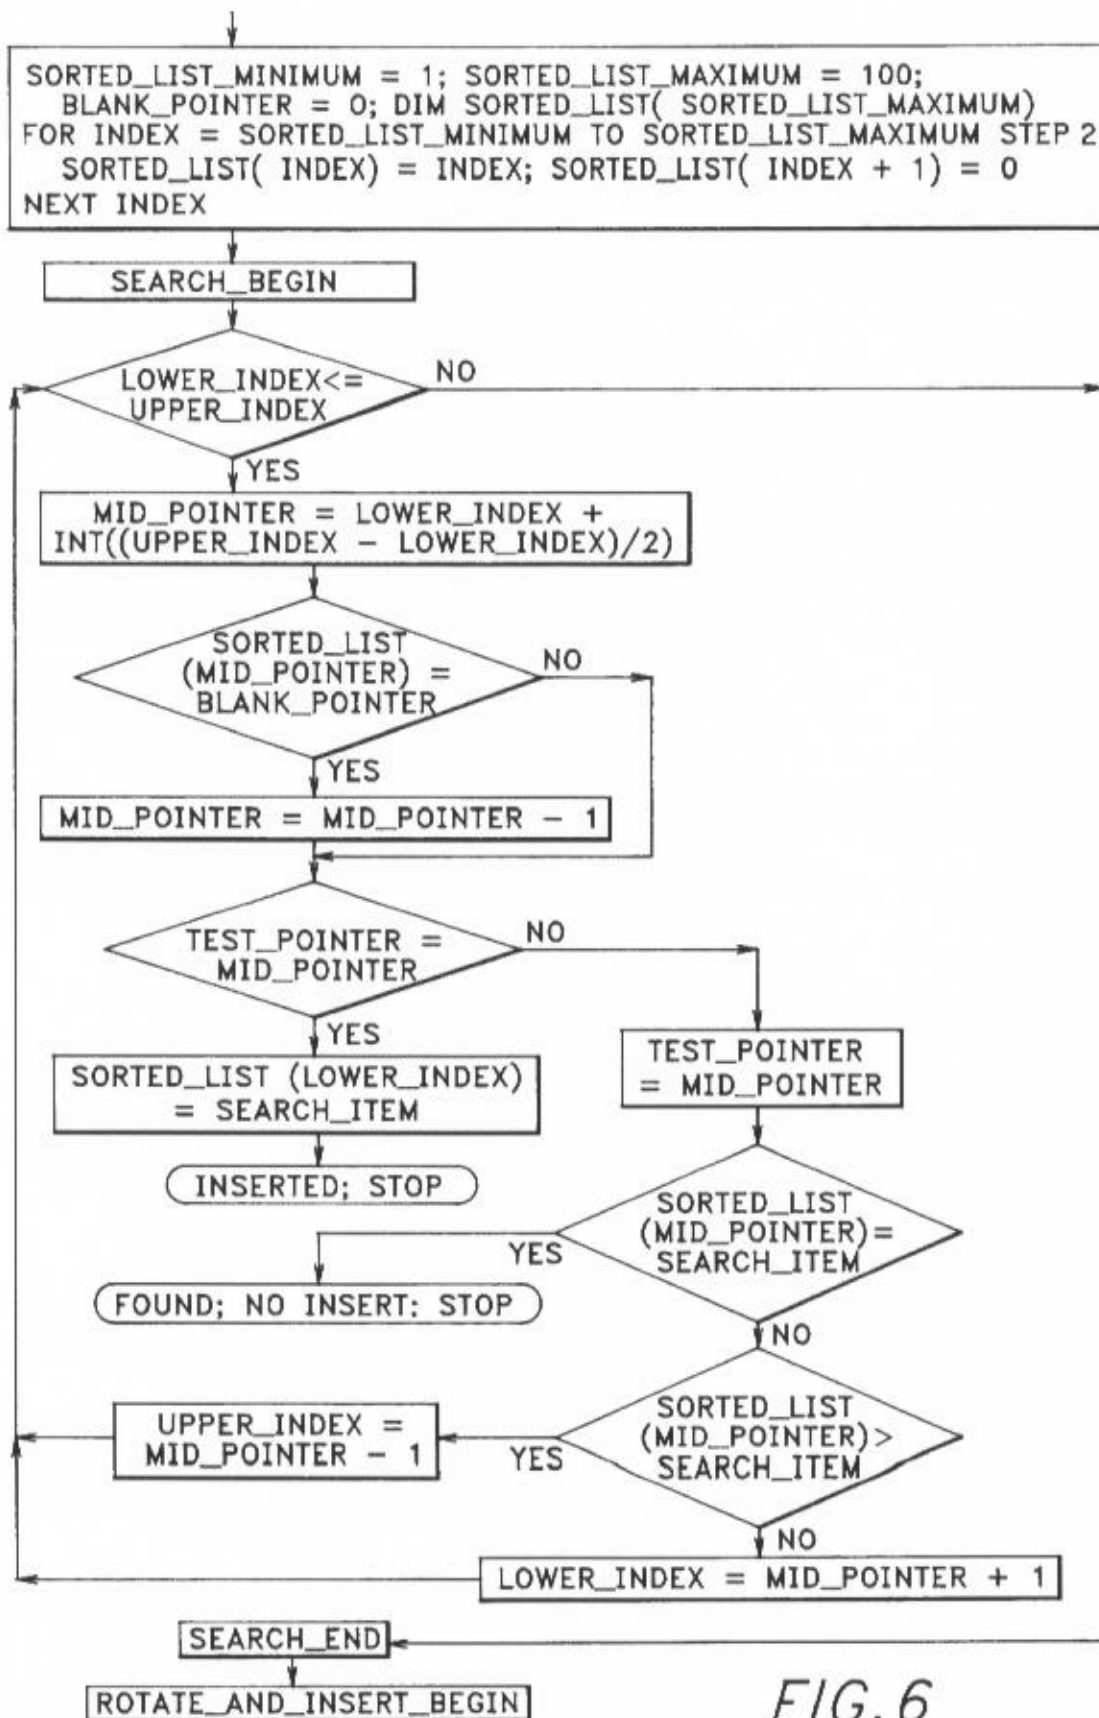 SORTED_LIST_MINIMUM = 1; SORTED_LIST_MAXIMUM = 100;
BLANK_POINTER = 0; DIM SORTED_LIST( SORTED_LIST_MAXIMUM)
FOR INDEX = SORTED_LIST_MINIMUM TO SORTED_LIST_MAXIMUM STEP 2
SORTED_LIST( INDEX) = INDEX; SORTED_LIST( INDEX + 1) = 0
NEXT INDEX
SEARCH_BEGIN
LOWER_INDEX<=
UPPER_INDEX
NO
YES
MID_POINTER = LOWER_INDEX +
INT((UPPER_INDEX - LOWER_INDEX)/2)
SORTED_LIST
(MID_POINTER) =
BLANK_POINTER
NO
YES
MID_POINTER = MID_POINTER - 1
TEST_POINTER =
MID_POINTER
NO
YES
SORTED_LIST (LOWER_INDEX)
= SEARCH_ITEM
INSERTED; STOP
TEST_POINTER
= MID_POINTER
SORTED_LIST
(MID_POINTER)=
SEARCH_ITEM
YES
FOUND; NO INSERT: STOP
NO
SORTED_LIST
(MID_POINTER)>
SEARCH_ITEM
YES
UPPER_INDEX =
MID_POINTER - 1
NO
LOWER_INDEX = MID_POINTER + 1
SEARCH_END
ROTATE_AND_INSERT_BEGIN
FIG. 6